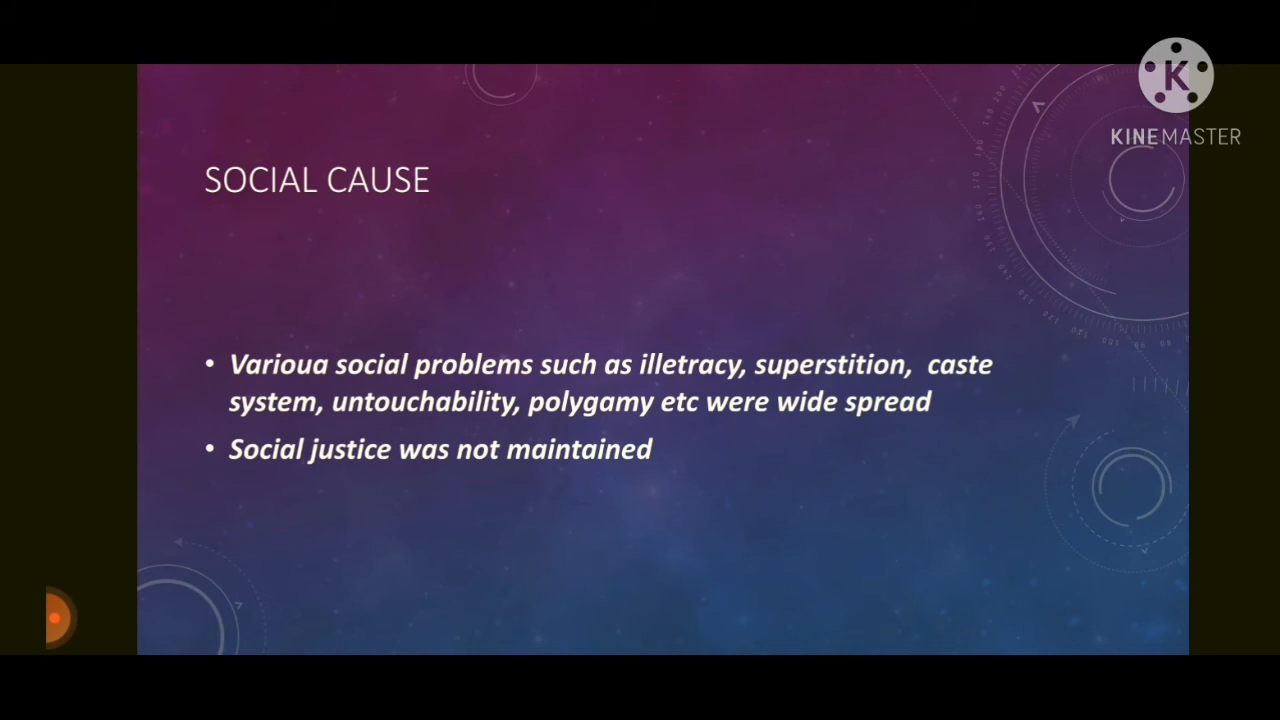 KINEMASTER
SOCIAL CAUSE
• Varioua social problems such as illetracy, superstition, caste
system, untouchability, polygamy etc were wide spread
• Social justice was not maintained